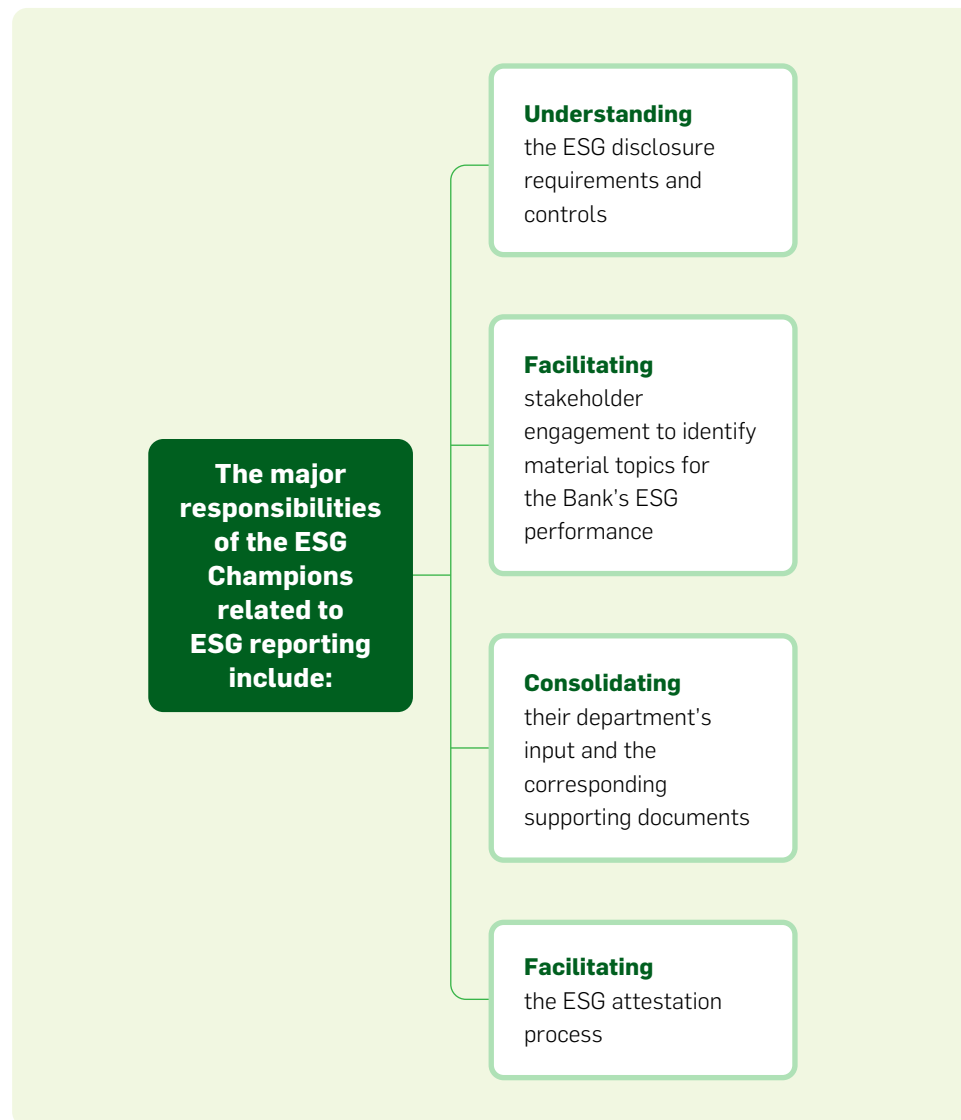 The major
responsibilities
of the ESG
Champions
related to
ESG reporting
include:
Understanding
the ESG disclosure
requirements and
controls
Facilitating
stakeholder
engagement to identify
material topics for
the Bank’s ESG
performance
Consolidating
their department’s
input and the
corresponding
supporting documents
Facilitating
the ESG attestation
process